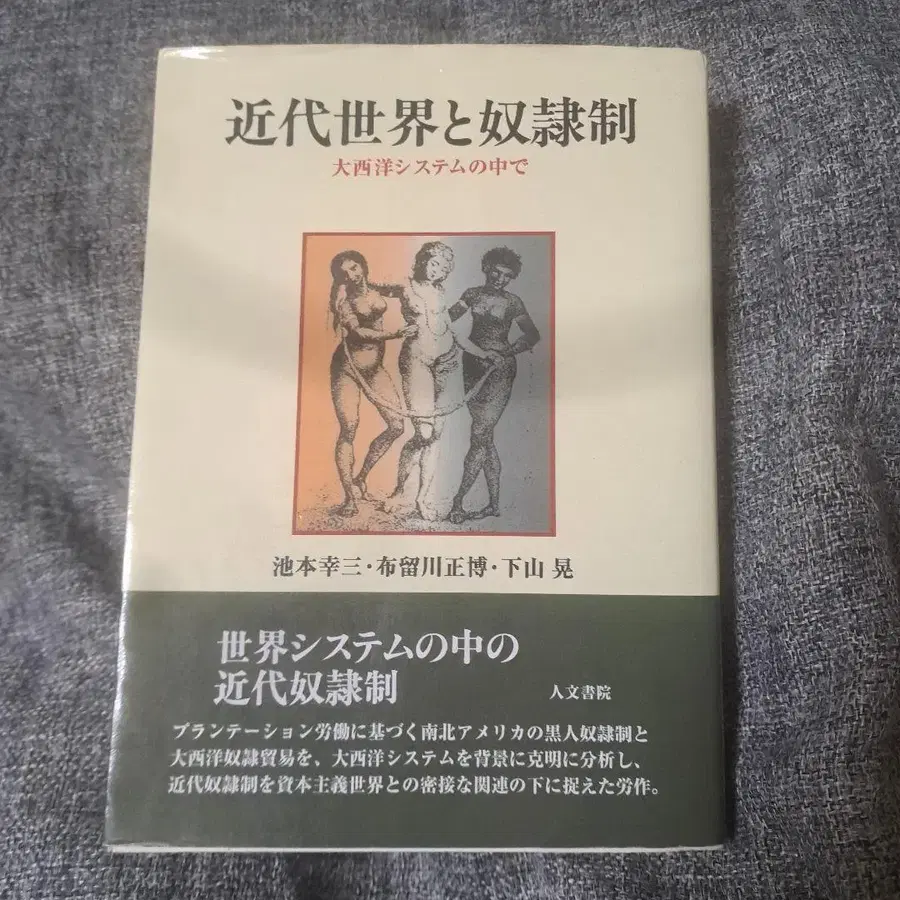 近代世界と奴隷制
大西洋システムの中で
池本幸三・布留川正博・下山 晃
世界システムの中の
近代奴隷制
人文書院
プランテーション労働に基づく南北アメリカの黒人奴隷制と
大西洋奴隷貿易を、大西洋システムを背景に克明に分析し、
近代奴隷制を資本主義世界との密接な関連の下に捉えた労作。